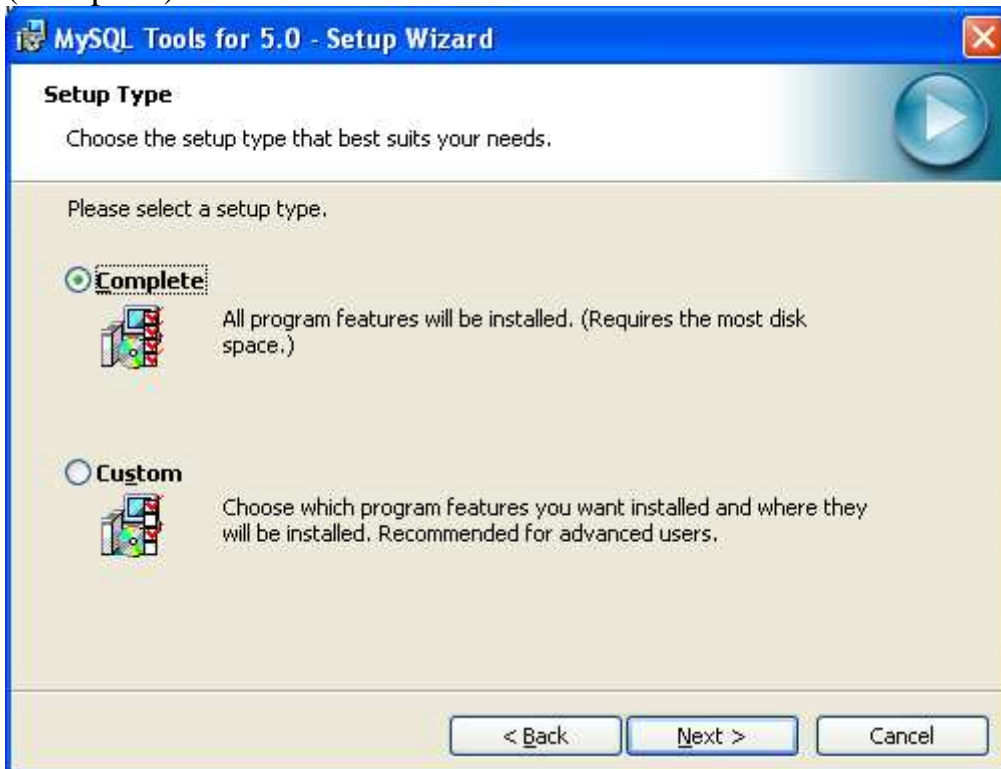 MySQL Tools for 5.0 - Setup Wizard
Setup Type
Choose the setup type that best suits your needs.
Please select a setup type.
Complete
All program features will be installed. (Requires the most disk
space.)
Custom
Choose which program features you want installed and where they
will be installed. Recommended for advanced users.
< Back
Next >
Cancel